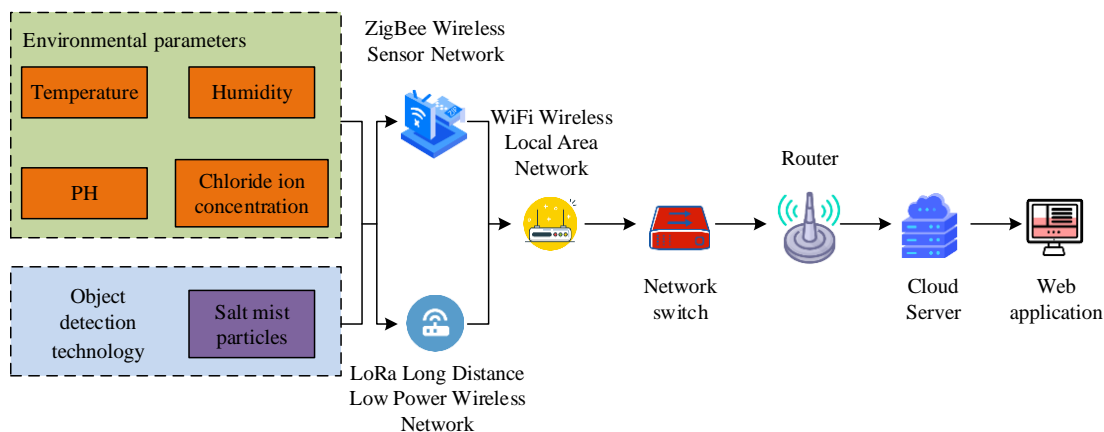 Environmental parameters
Temperature
Humidity
PH
Chloride ion
concentration
Object
detection
technology
Salt mist
particles
ZigBee Wireless
Sensor Network
LoRa Long Distance
Low Power Wireless
Network
WiFi Wireless
Local Area
Network
Network
switch
Router
Cloud
Server
Web
application